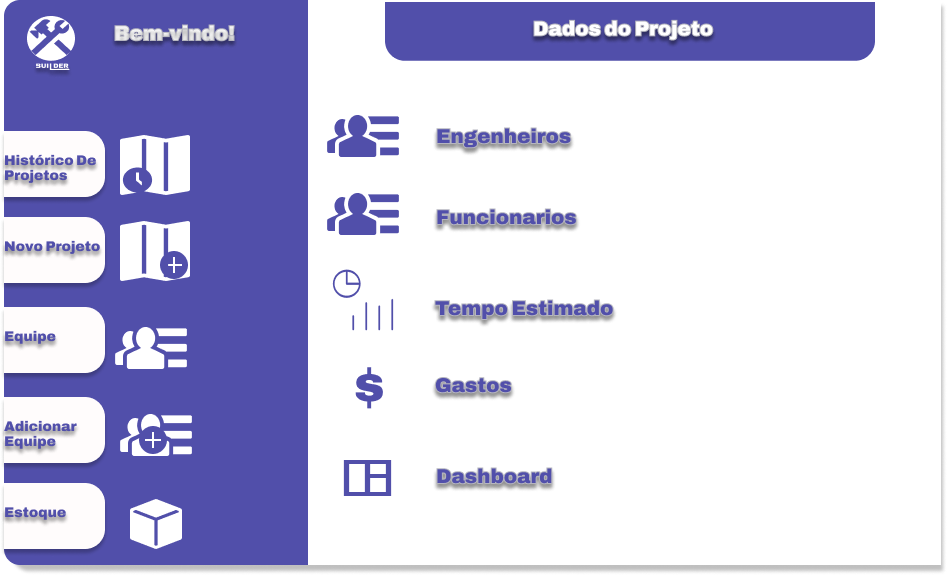 BUILDER
Bem-vindo!
Histórico De
Projetos
Novo Projeto
Equipe
Adicionar
Equipe
Estoque
Dados do Projeto
Engenheiros
Funcionarios
Tempo Estimado
$
Gastos
Dashboard